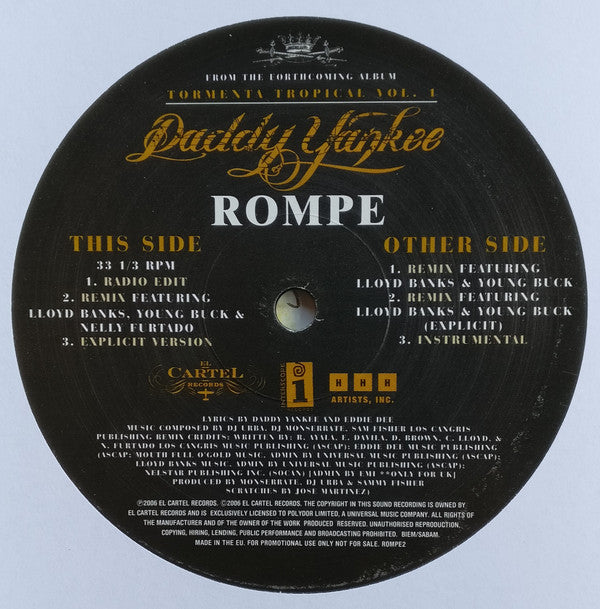 FROM THE FORTHCOMING ALBUM
TORMENTA TROPICAL VOL. 1
Daddy Yankee
ROMPE
THIS SIDE
33 1/3 RPM
1. RADIO EDIT
2. REMIX FEATURING
LLOYD BANKS, YOUNG BUCK &
NELLY FURTADO
3. EXPLICIT VERSION
OTHER SIDE
1. REMIX FEATURING
LLOYD BANKS & YOUNG BUCK
2. REMIX FEATURING
LLOYD BANKS & YOUNG BUCK
(EXPLICIT)
3. INSTRUMENTAL
EL
CARTEL
RECORDS
INTERSCOPE
i
H H H
ARTISTS, INC.
LYRICS BY DADDY YANKEE AND EDDIE DEE
MUSIC COMPOSED BY DJ URBA, DJ MONSERRATE, SAM FISHER LOS CANGRIS
PUBLISHING REMIX CREDITS: WRITTEN BY: R. AYALA, E. DAVILA, D. BROWN, C. LLOYD, &
N. FURTADO LOS CANGRIS MUSIC PUBLISHING (ASCAP): EDDIE DEE MUSIC PUBLISHING
(ASCAP: MOUTH FULL O'GOLD MUSIC, ADMIN BY UNIVERSAL MUSIC PUBLISHING (ASCAP):
LLOYD BANKS MUSIC, ADMIN BY UNIVERSAL MUSIC PUBLISHING (ASCAP):
NELSTAR PUBLISHING INC. (SOCAN) [ADMIN BY EMI **ONLY FOR UK]
PRODUCED BY MONSERRATE, DJ URBA & SAMMY FISHER
SCRATCHES BY JOSE MARTINEZ)
℗2006 EL CARTEL RECORDS. ©2006 EL CARTEL RECORDS. THE COPYRIGHT IN THIS SOUND RECORDING IS OWNED BY
EL CARTEL RECORDS AND IS EXCLUSIVELY LICENSED TO POLYDOR LIMITED, A UNIVERSAL MUSIC COMPANY. ALL RIGHTS OF
THE MANUFACTURER AND OF THE OWNER OF THE WORK PRODUCED RESERVED. UNAUTHORISED REPRODUCTION,
COPYING, HIRING, LENDING, PUBLIC PERFORMANCE AND BROADCASTING PROHIBITED. BIEM/SABAM.
MADE IN THE EU. FOR PROMOTIONAL USE ONLY NOT FOR SALE. ROMPE2